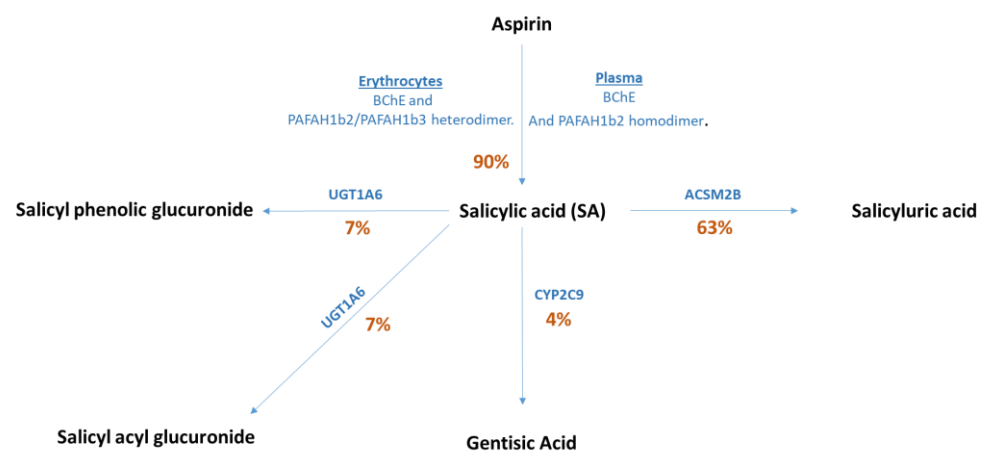 Aspirin
Erythrocytes
BChE and
PAFAH1b2/PAFAH1b3 heterodimer.
Plasma
BChE
And PAFAH1b2 homodimer.
90%
Salicyl phenolic glucuronide
UGT1A6
7%
Salicylic acid (SA)
ACSM2B
63%
Salicyluric acid
UGT1A6
7%
CYP2C9
4%
Salicyl acyl glucuronide
Gentisic Acid